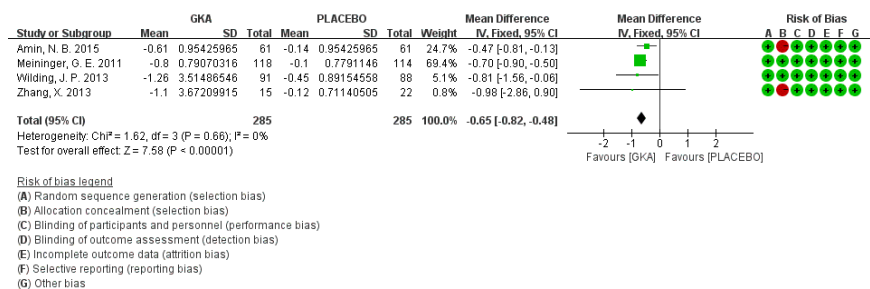 GKA PLACEBO Mean Difference Mean Difference Risk of Bias
Study or Subgroup Mean SD Total Mean SD Total Weight IV, Fixed, 95% CI IV, Fixed, 95% CI A B C D E F G
Amin, N. B. 2015 -0.61 0.95425965 61 -0.14 0.95425965 61 24.7% -0.47 [-0.81, -0.13]
Meininger, G. E. 2011 -0.8 0.79070316 118 -0.1 0.7791146 114 69.4% -0.70 [-0.90, -0.50]
Wilding, J. P. 2013 -1.26 3.51486546 91 -0.45 0.89154558 88 5.1% -0.81 [-1.56, -0.06]
Zhang, X. 2013 -1.1 3.67209915 15 -0.12 0.71140505 22 0.8% -0.98 [-2.86, 0.90]
Total (95% CI) 285 285 100.0% -0.65 [-0.82, -0.48]
Heterogeneity: Chi² = 1.62, df = 3 (P = 0.66); I² = 0%
Test for overall effect: Z = 7.58 (P < 0.00001)
-2 -1 0 1 2
Favours [GKA] Favours [PLACEBO]
Risk of bias legend
(A) Random sequence generation (selection bias)
(B) Allocation concealment (selection bias)
(C) Blinding of participants and personnel (performance bias)
(D) Blinding of outcome assessment (detection bias)
(E) Incomplete outcome data (attrition bias)
(F) Selective reporting (reporting bias)
(G) Other bias